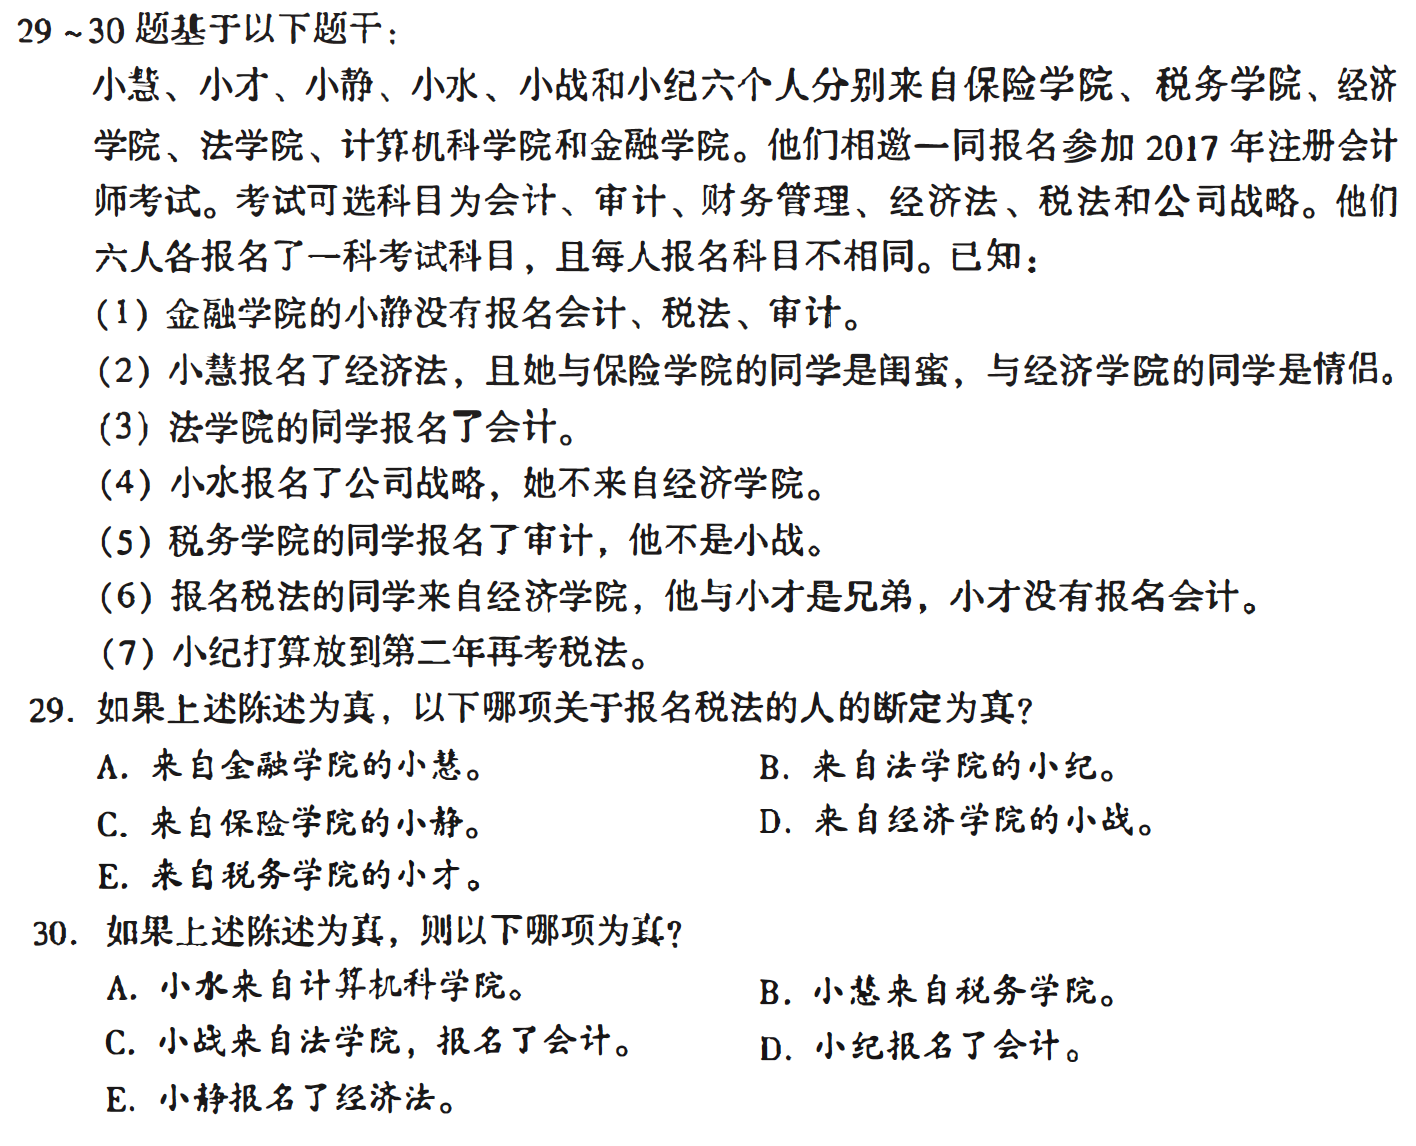 29 ~30 题基于以下题干：
小慧、小才、小静、小水、小战和小纪六个人分别来自保险学院、税务学院、经济
学院、法学院、计算机科学院和金融学院。他们相邀一同报名参加 2017 年注册会计
师考试。考试可选科目为会计、审计、财务管理、经济法、税法和公司战略。他们
六人各报名了一科考试科目，且每人报名科目不相同。已知：
(1) 金融学院的小静没有报名会计、税法、审计。
(2) 小慧报名了经济法，且她与保险学院的同学是闺蜜，与经济学院的同学是情侣。
(3) 法学院的同学报名了会计。
(4) 小水报名了公司战略，她不来自经济学院。
(5) 税务学院的同学报名了审计，他不是小战。
(6) 报名税法的同学来自经济学院，他与小才是兄弟，小才没有报名会计。
(7) 小纪打算放到第二年再考税法。
29. 如果上述陈述为真，以下哪项关于报名税法的人的断定为真？
A. 来自金融学院的小慧。 B. 来自法学院的小纪。
C. 来自保险学院的小静。 D. 来自经济学院的小战。
E. 来自税务学院的小才。
30. 如果上述陈述为真，则以下哪项为真？
A. 小水来自计算机科学院。 B. 小慧来自税务学院。
C. 小战来自法学院，报名了会计。 D. 小纪报名了会计。
E. 小静报名了经济法。